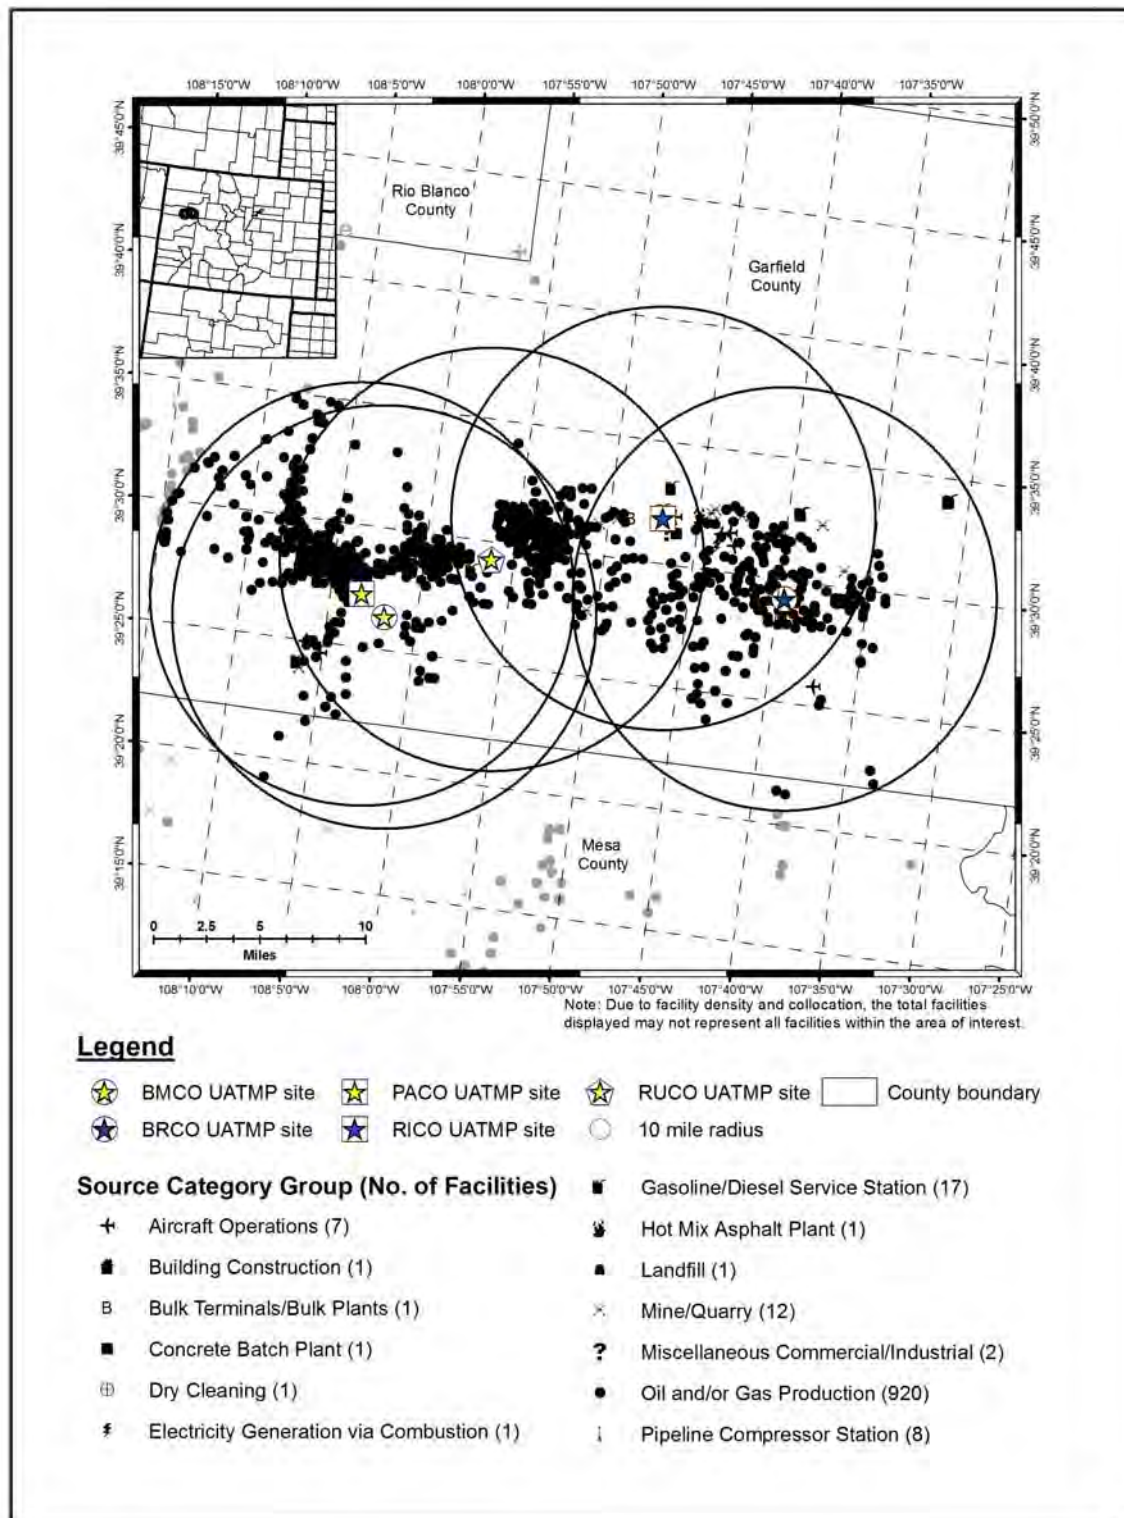 108°15'0"W 108°10'0"W 108°5'0"W 108°0'0"W 107°55'0"W 107°50'0"W 107°45'0"W 107°40'0"W 107°35'0"W
39°45'0"N
39°40'0"N
39°35'0"N
39°30'0"N
39°25'0"N
39°20'0"N
39°15'0"N
39°50'0"N
39°45'0"N
39°40'0"N
39°35'0"N
39°30'0"N
39°25'0"N
39°20'0"N
Rio Blanco
County
Garfield
County
B
Mesa
County
0 2.5 5 10
Miles
108°10'0"W 108°5'0"W 108°0'0"W 107°55'0"W 107°50'0"W 107°40'0"W 107°35'0"W 107°30'0"W 107°25'0"W
Note: Due to facility density and collocation, the total facilities
displayed may not represent all facilities within the area of interest.
Legend
BMCO UATMP site PACO UATMP site RUCO UATMP site County boundary
BRCO UATMP site RICO UATMP site 10 mile radius
Source Category Group (No. of Facilities)
Aircraft Operations (7)
Building Construction (1)
B Bulk Terminals/Bulk Plants (1)
Concrete Batch Plant (1)
Dry Cleaning (1)
Electricity Generation via Combustion (1)
Gasoline/Diesel Service Station (17)
Hot Mix Asphalt Plant (1)
Landfill (1)
Mine/Quarry (12)
? Miscellaneous Commercial/Industrial (2)
Oil and/or Gas Production (920)
Pipeline Compressor Station (8)